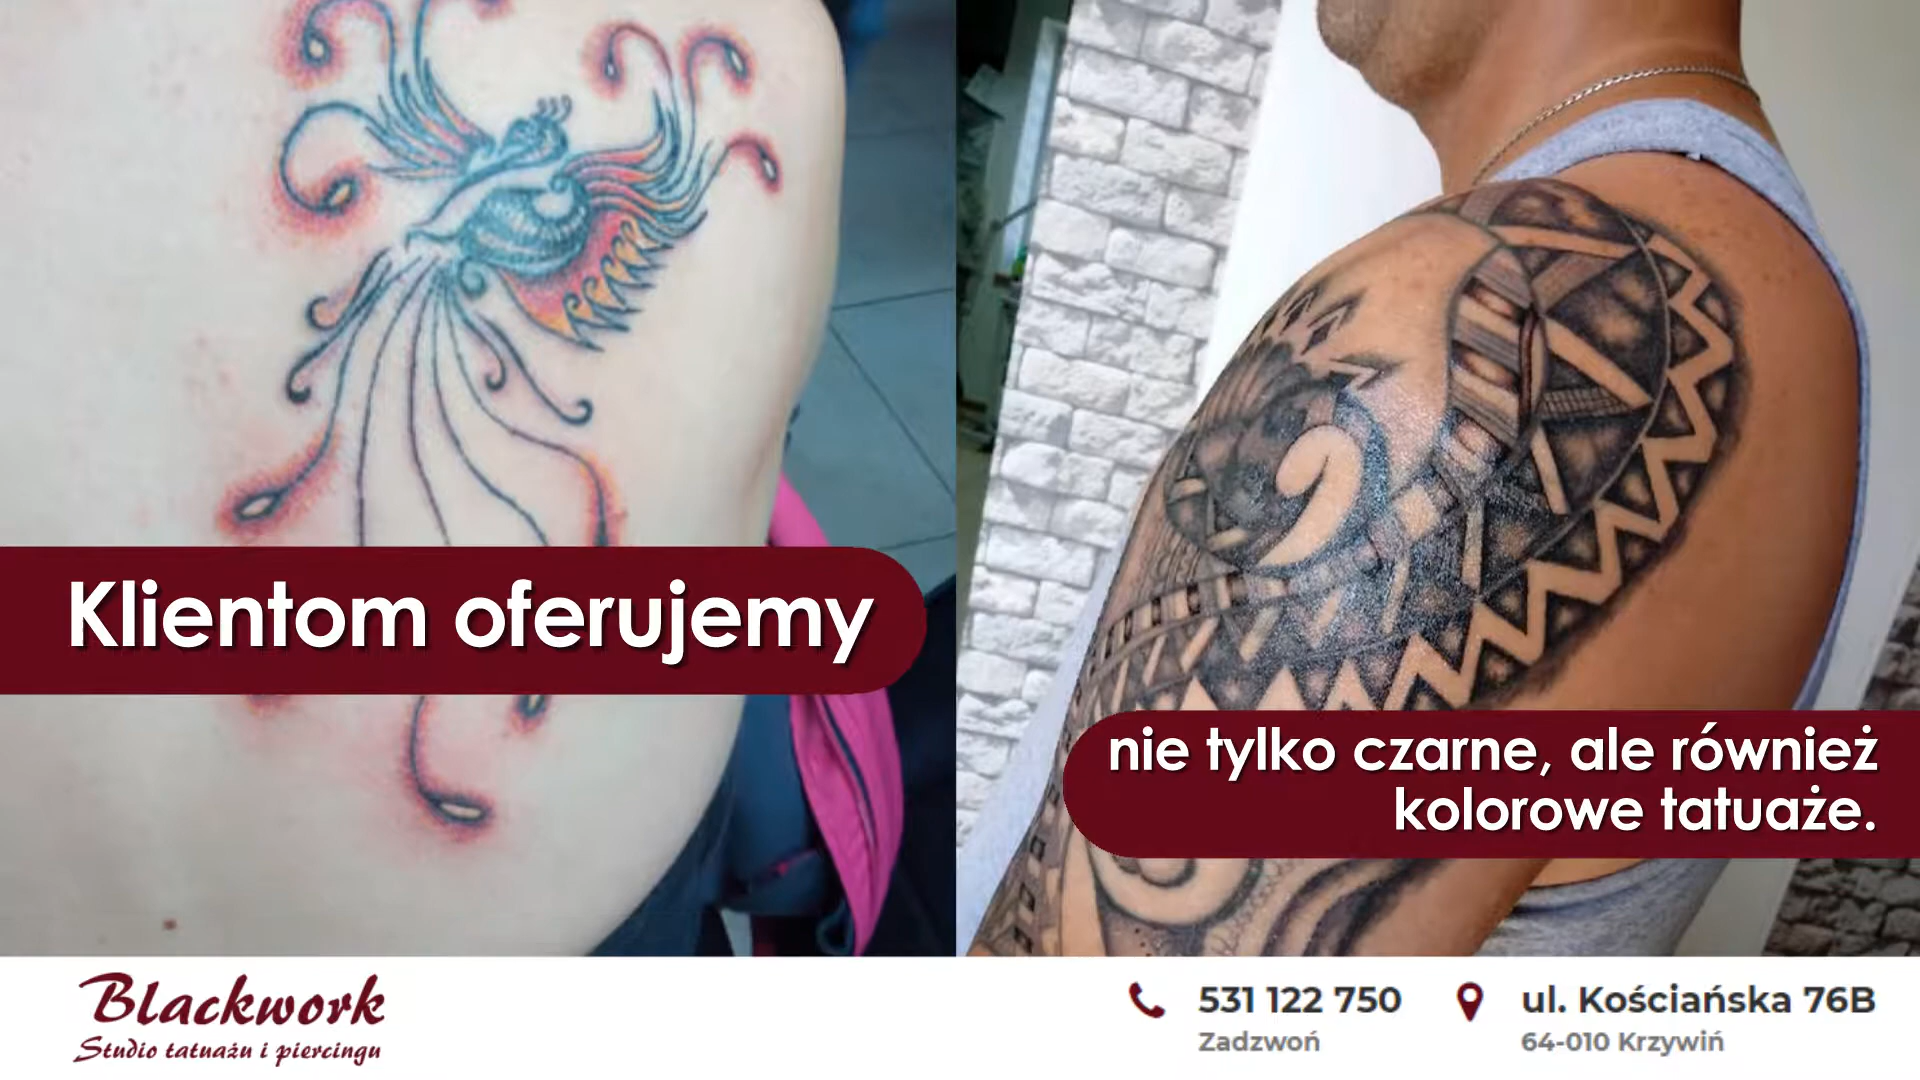 Klientom oferujemy
nie tylko czarne, ale również
kolorowe tatuaże.
Blackwork
Studio tatuażu i piercingu
531 122 750
Zadzwoń
ul. Kościańska 76B
64-010 Krzywiń